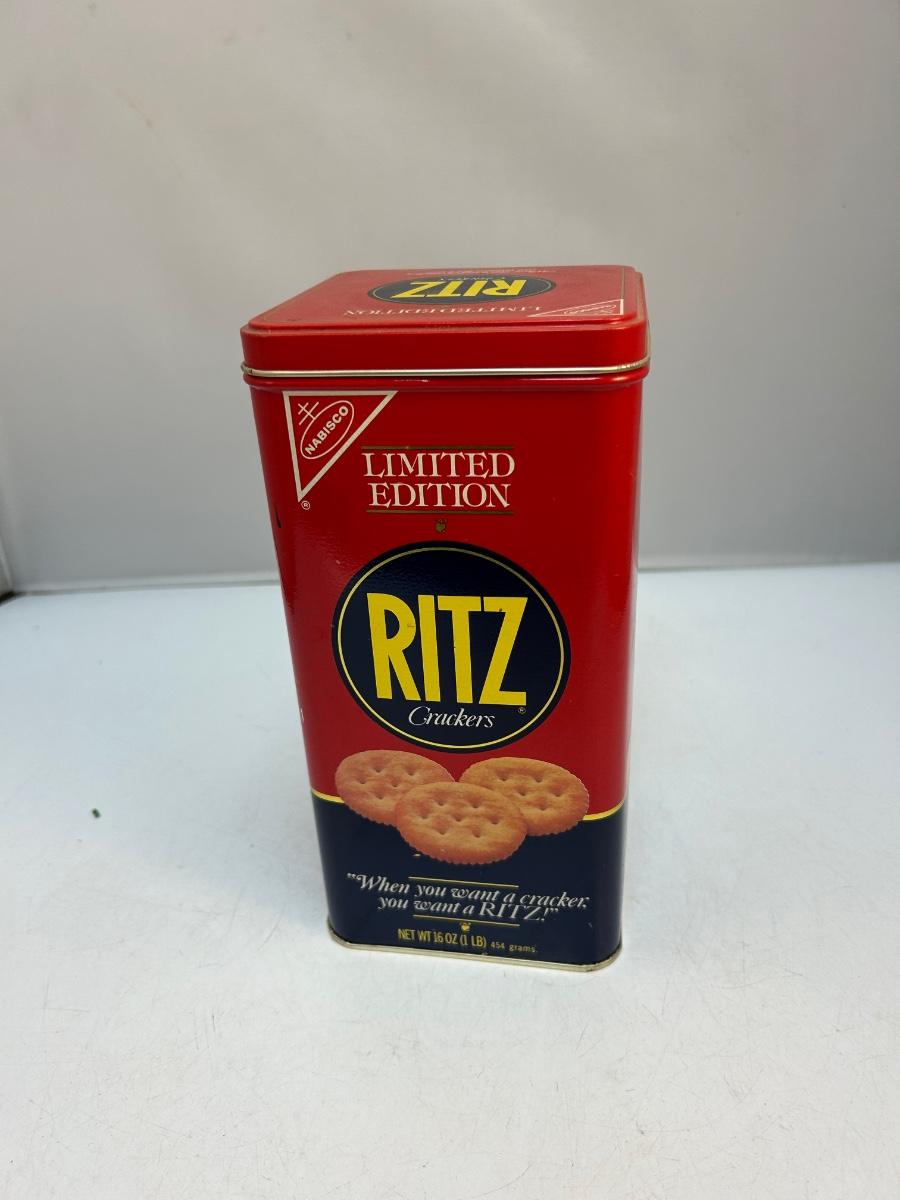 RITZ
LIMITED EDITION
NABISCO
®
LIMITED
EDITION
RITZ®
Crackers
"When you want a cracker,
you want a RITZ!"
NET WT 16 OZ (1 LB) 454 grams.